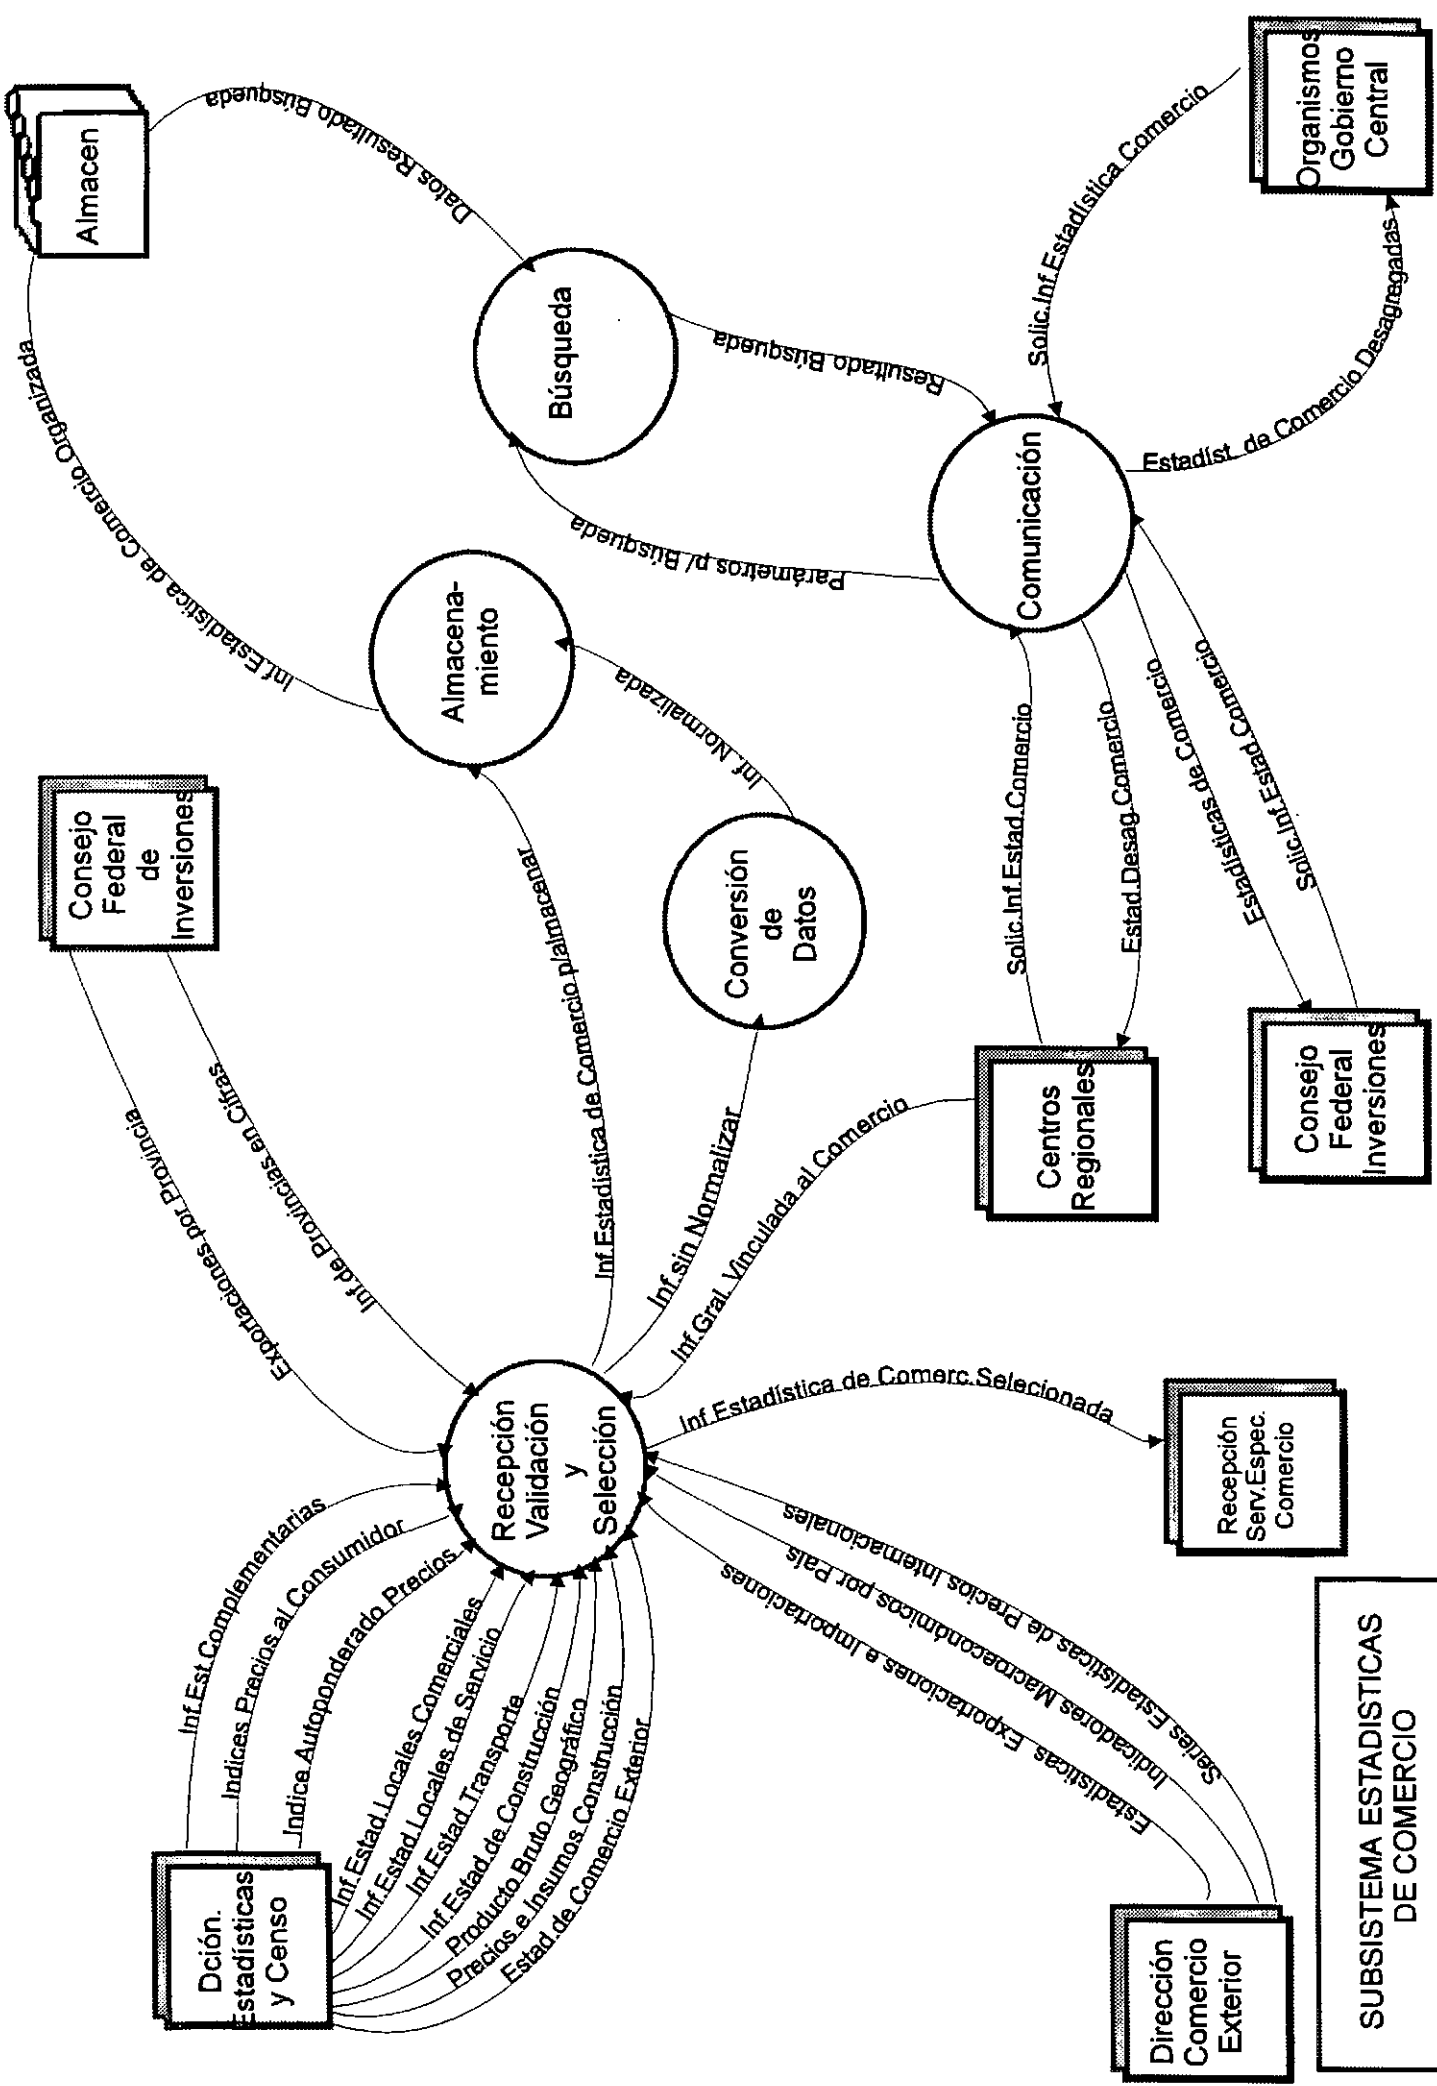 Dción.
Estadísticas
y Censo
Inf.Est.Complementarias
Indices Precios al Consumidor
Indice Autoponderado Precios
Inf.Estad.Locales Comerciales
Inf.Estad.Locales de Servicio
Inf.Estad.Transporte
Inf.Estad.de Construcción
Producto Bruto Geográfico
Precios e Insumos Construcción
Estad.de Comercio Exterior
Consejo
Federal
de
Inversiones
Exportaciones por Provincia
Inf.de Provincias en Cifras
Recepción
Validación
y
Selección
Inf.Estadística de Comercio p/almacenar
Inf.sin Normalizar
Inf.Gral. Vinculada al Comercio
Inf.Estadística de Comerc.Selecionada
Conversión
de
Datos
Inf. Normalizada
Almacena-
miento
Inf.Estadística de Comercio Organizada
Almacen
Datos Resultado Búsqueda
Búsqueda
Resultado Búsqueda
Parámetros p/ Búsqueda
Comunicación
Solic.Inf.Estadística Comercio
Estadíst. de Comercio Desagregadas
Organismos
Gobierno
Central
Solic.Inf.Estad.Comercio
Estad.Desag.Comercio
Centros
Regionales
Estadísticas de Comercio
Solic.Inf.Estad.Comercio
Consejo
Federal
Inversiones
Recepción
Serv.Espec.
Comercio
Series Estadísticas de Precios Internacionales
Indicadores Macroeconómicos por País
Estadísticas Exportaciones e Importaciones
Dirección
Comercio
Exterior
SUBSISTEMA ESTADISTICAS
DE COMERCIO